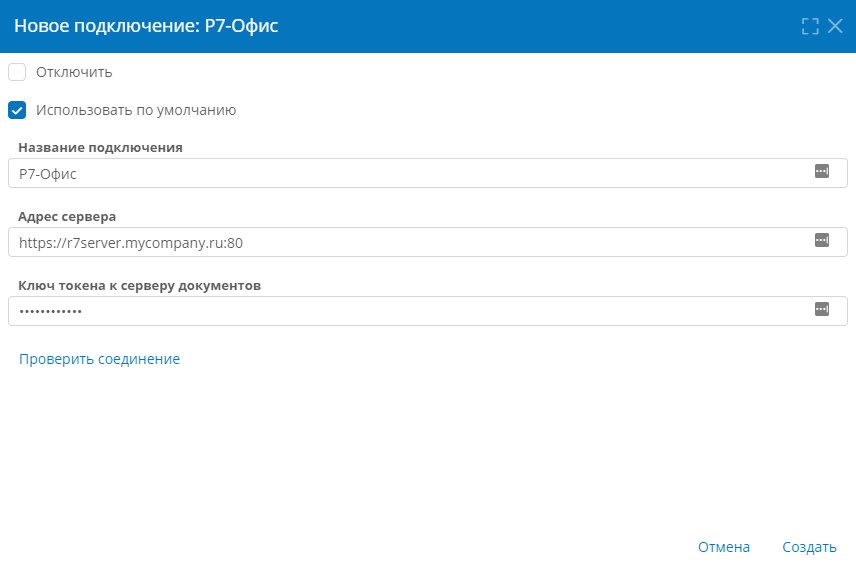 Новое подключение: Р7-Офис
Отключить
Использовать по умолчанию
Название подключения
Р7-Офис
Адрес сервера
https://r7server.mycompany.ru:80
Ключ токена к серверу документов
••••••••••••
Проверить соединение
Отмена
Создать